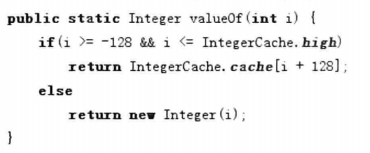 public static Integer valueOf(int i) {
    if(i >= -128 && i <= IntegerCache.high)
        return IntegerCache.cache[i + 128];
    else
        return new Integer(i);
}